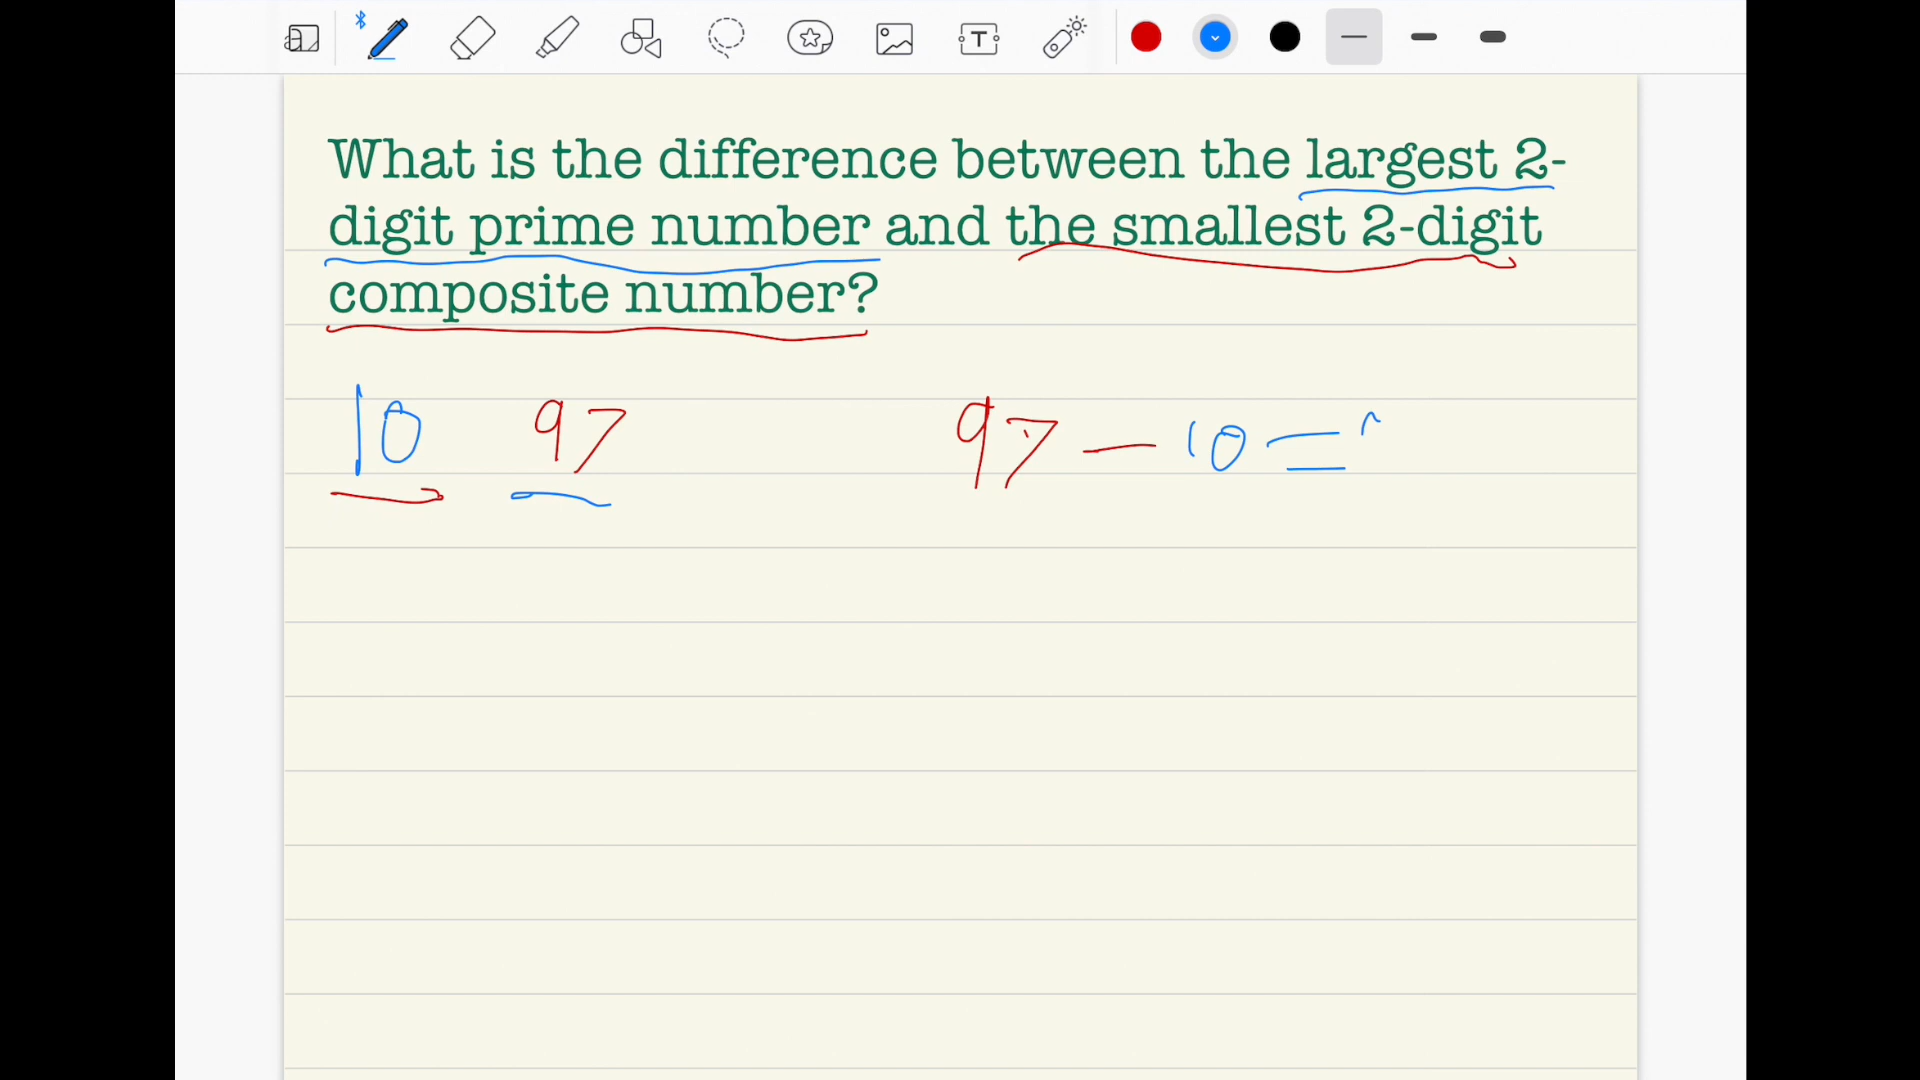 What is the difference between the largest 2-
digit prime number and the smallest 2-digit
composite number?
10 97 97 — 10 =